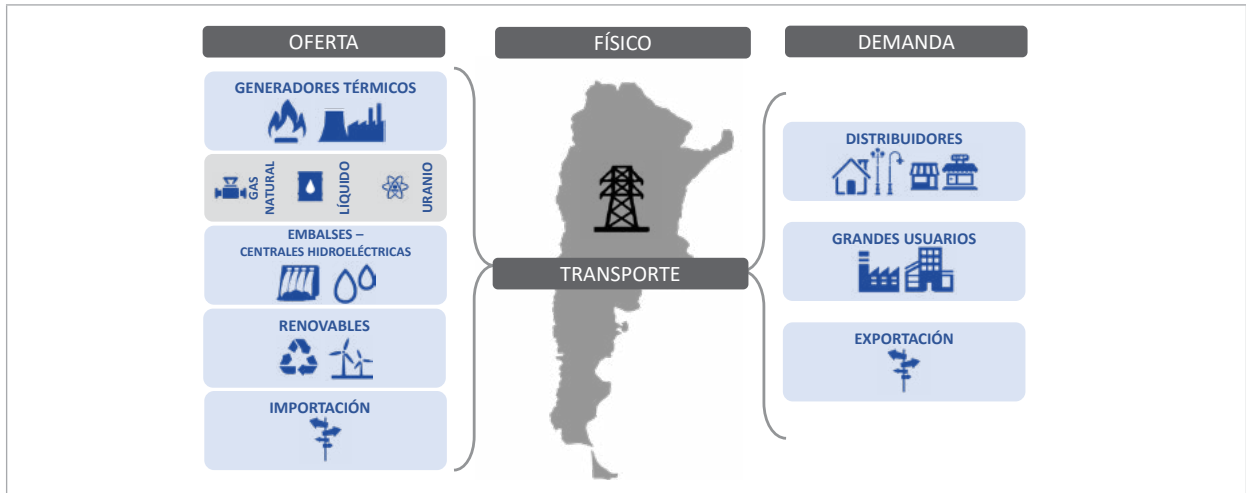 OFERTA
GENERADORES TÉRMICOS
GAS
NATURAL
LÍQUIDO
URANIO
EMBALSES –
CENTRALES HIDROELÉCTRICAS
RENOVABLES
IMPORTACIÓN
FÍSICO
TRANSPORTE
DEMANDA
DISTRIBUIDORES
GRANDES USUARIOS
EXPORTACIÓN